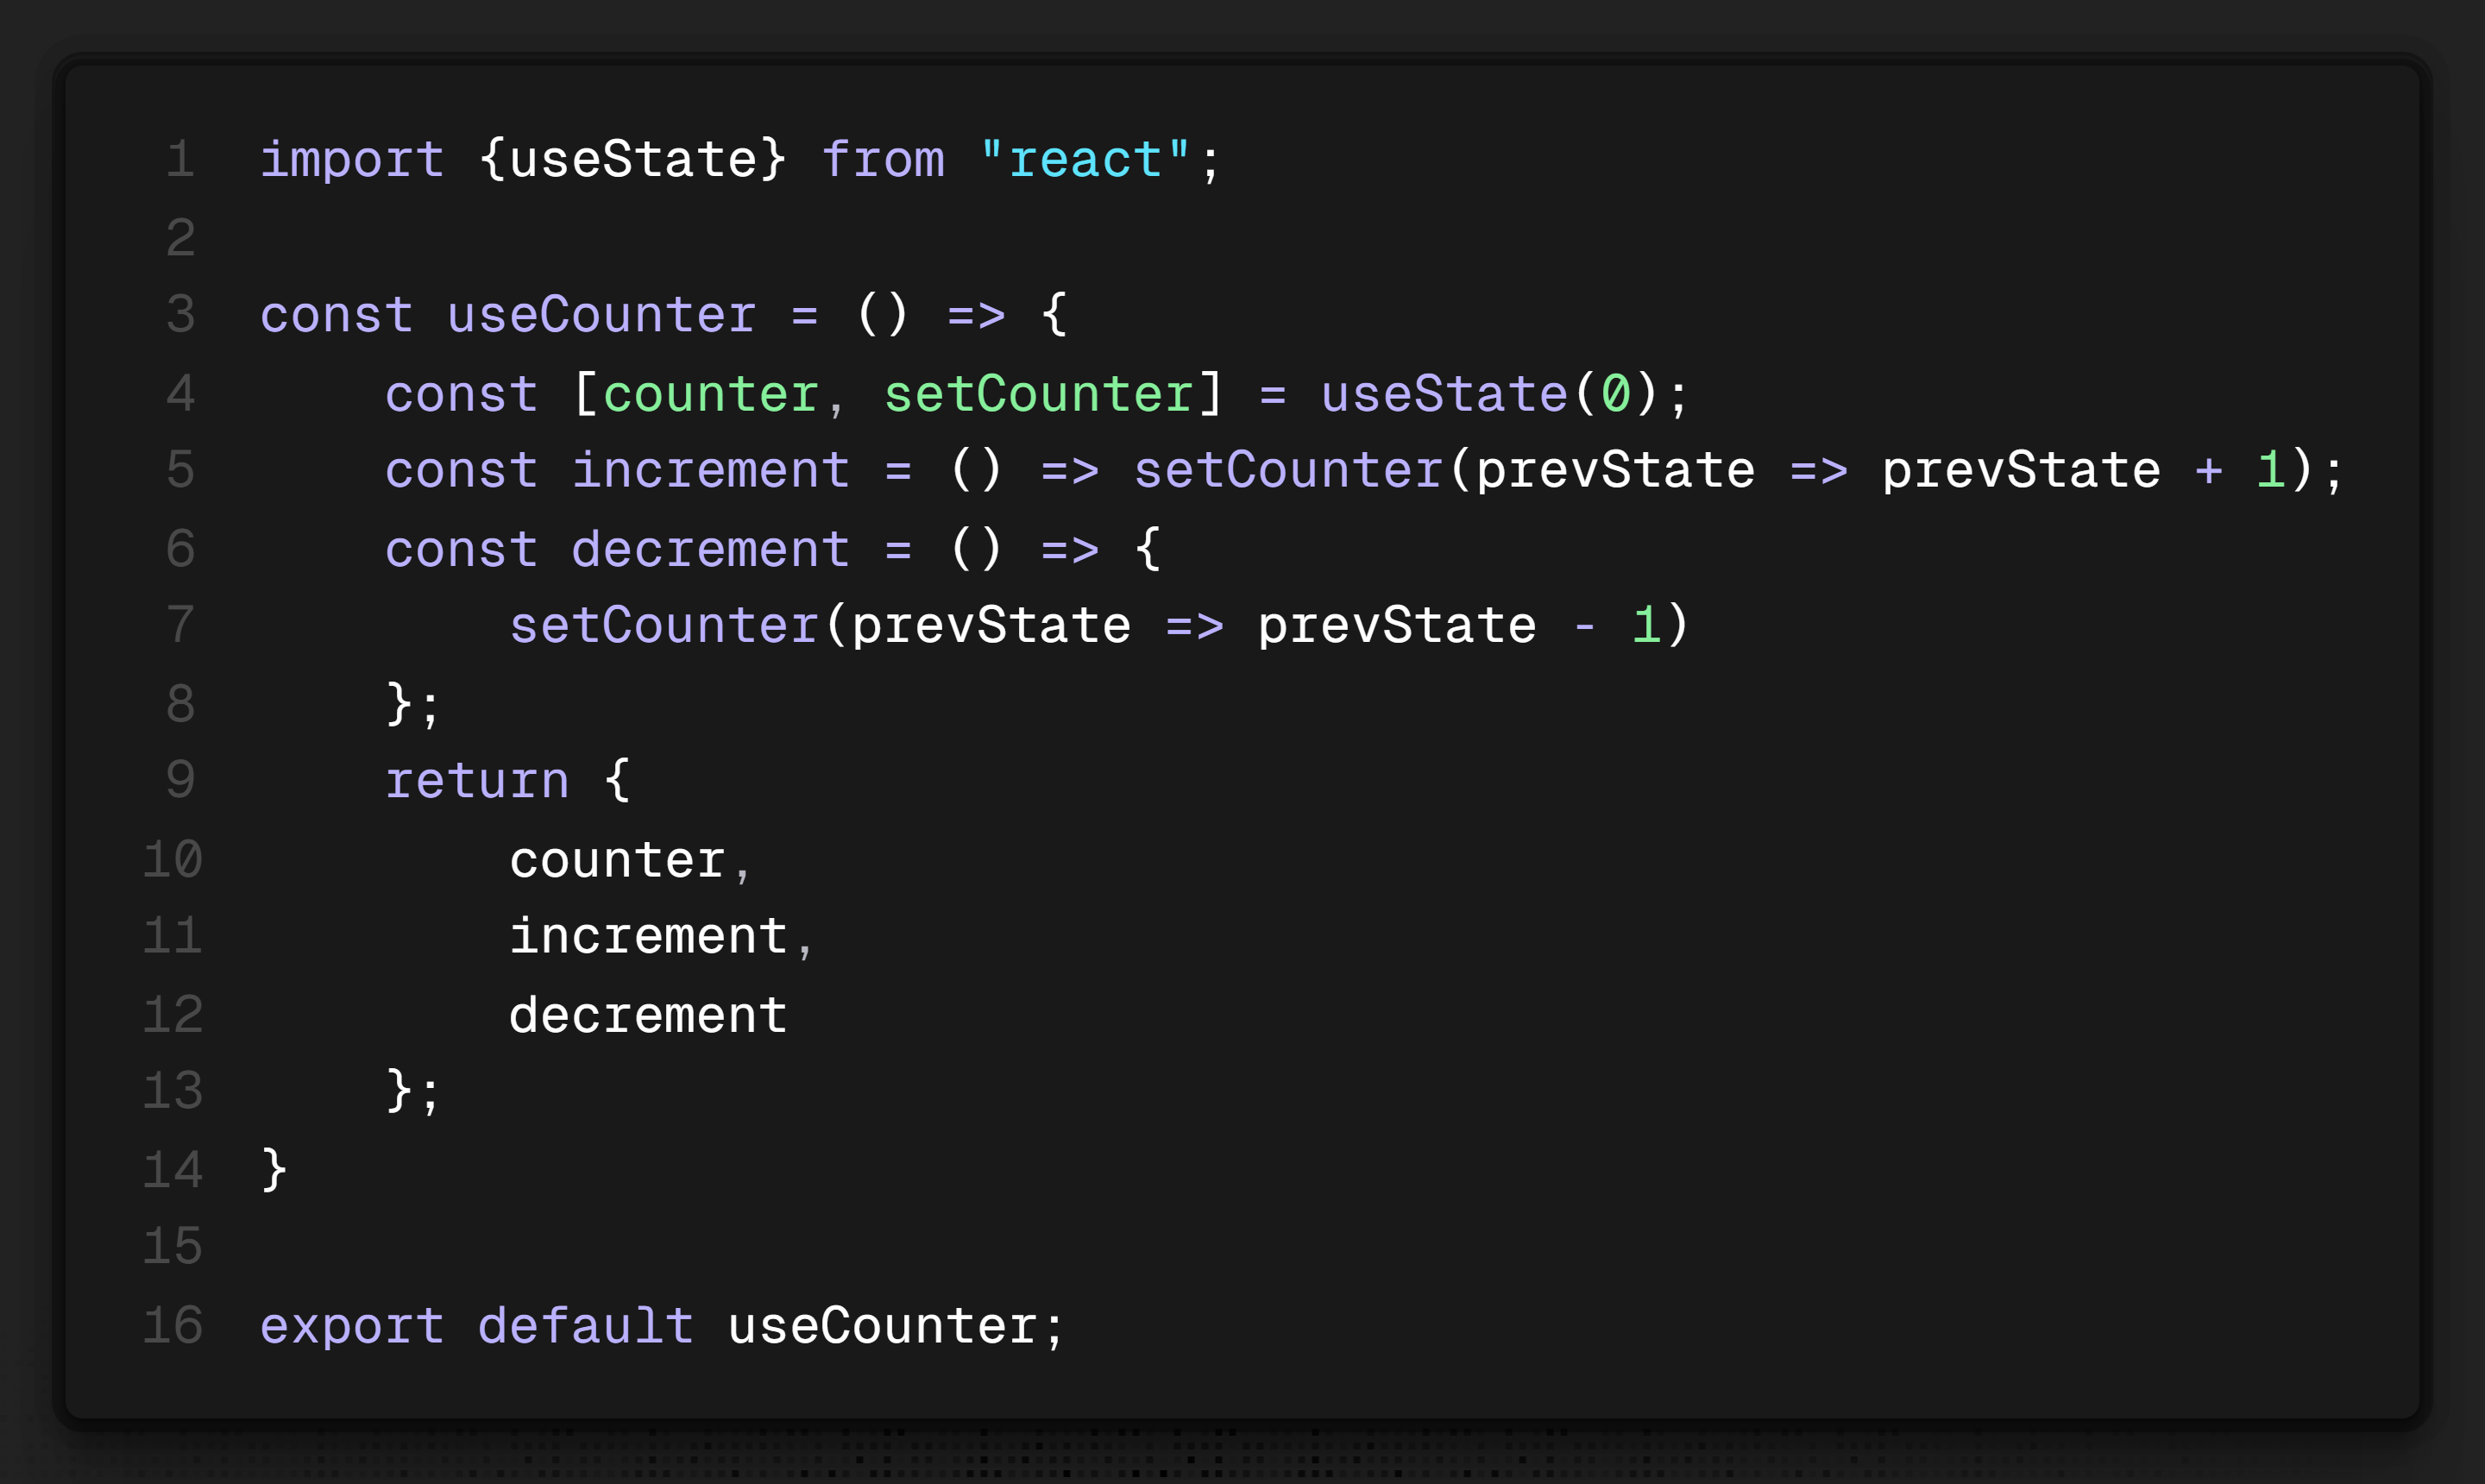 1 import {useState} from "react";
2
3 const useCounter = () => {
4     const [counter, setCounter] = useState(0);
5     const increment = () => setCounter(prevState => prevState + 1);
6     const decrement = () => {
7         setCounter(prevState => prevState - 1)
8     };
9     return {
10         counter,
11         increment,
12         decrement
13     };
14 }
15
16 export default useCounter;